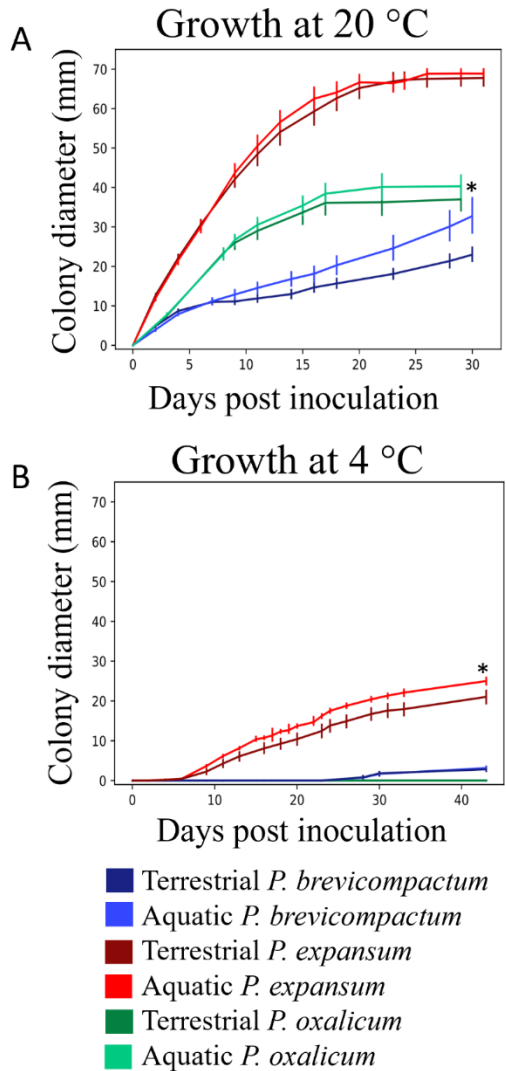 A
Growth at 20 °C
Colony diameter (mm)
70
60
50
40
30
20
10
0
*
0 5 10 15 20 25 30
Days post inoculation
B
Growth at 4 °C
Colony diameter (mm)
70
60
50
40
30
20
10
0
*
0 10 20 30 40
Days post inoculation
Terrestrial P. brevicompactum
Aquatic P. brevicompactum
Terrestrial P. expansum
Aquatic P. expansum
Terrestrial P. oxalicum
Aquatic P. oxalicum